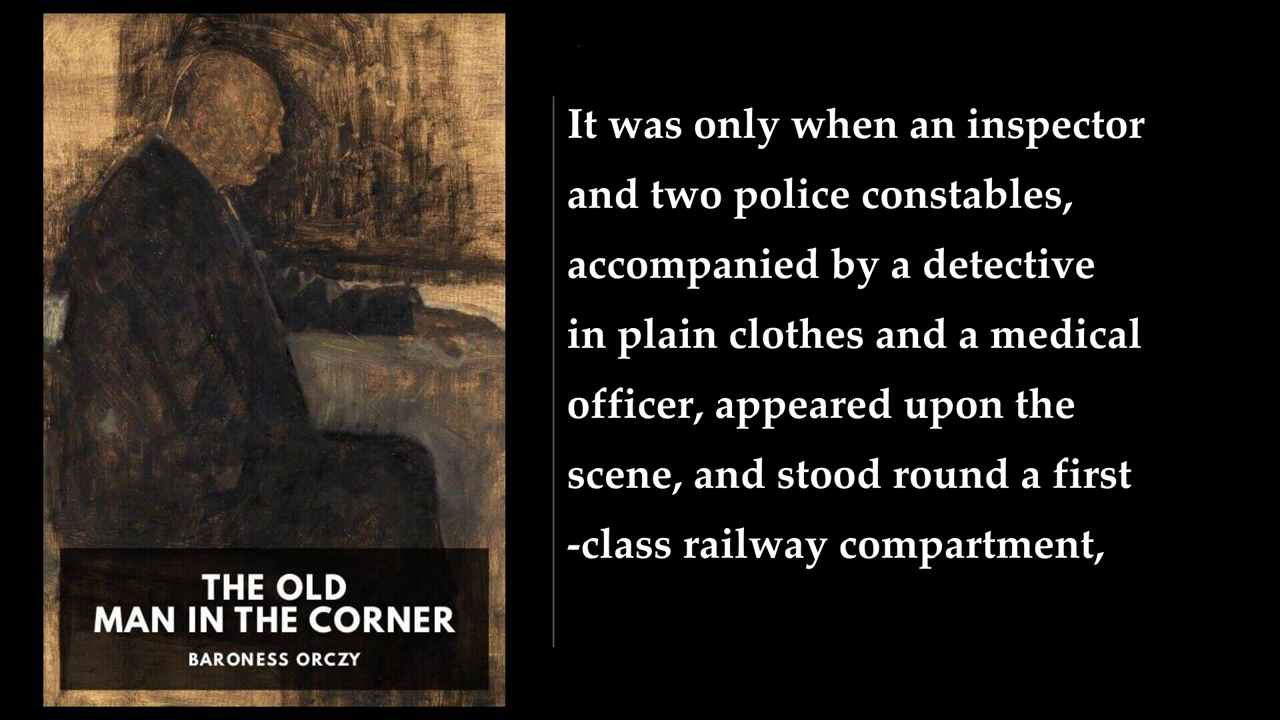 THE OLD
MAN IN THE CORNER
BARONESS ORCZY
It was only when an inspector
and two police constables,
accompanied by a detective
in plain clothes and a medical
officer, appeared upon the
scene, and stood round a first
-class railway compartment,